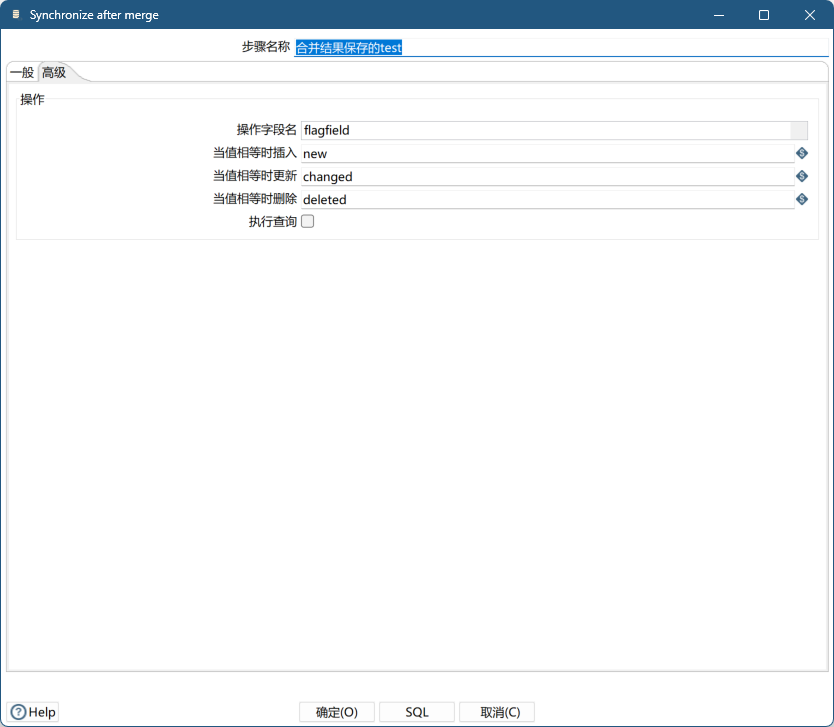 Synchronize after merge
步骤名称 合并结果保存的test
一般 高级
操作
操作字段名 flagfield
当值相等时插入 new
当值相等时更新 changed
当值相等时删除 deleted
执行查询
Help 确定(O) SQL 取消(C)